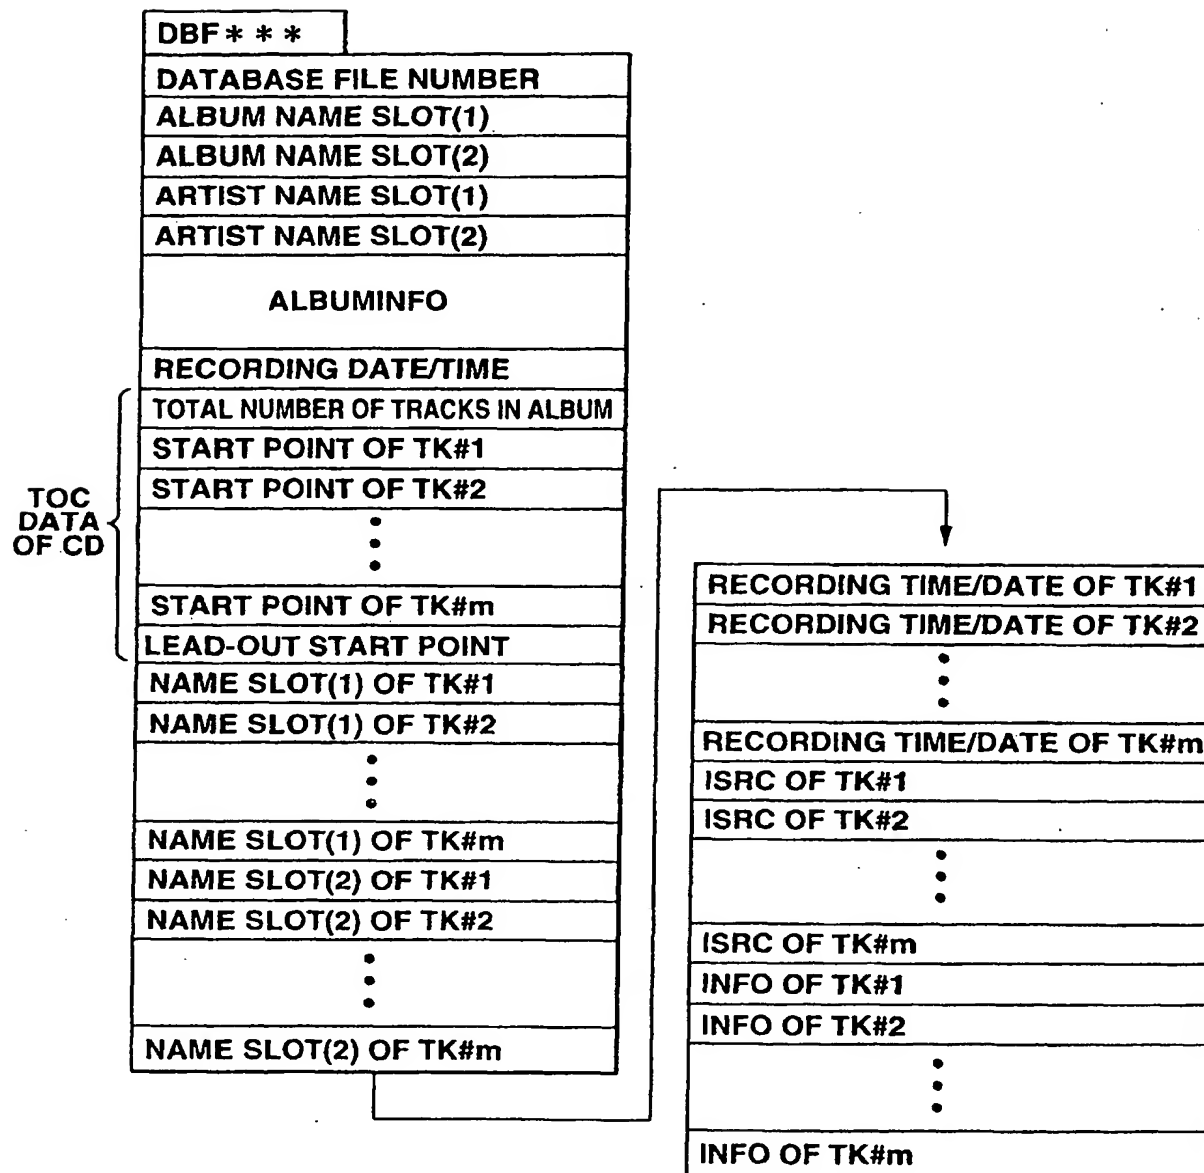 DBF***
DATABASE FILE NUMBER
ALBUM NAME SLOT(1)
ALBUM NAME SLOT(2)
ARTIST NAME SLOT(1)
ARTIST NAME SLOT(2)
ALBUMINFO
RECORDING DATE/TIME
TOTAL NUMBER OF TRACKS IN ALBUM
START POINT OF TK#1
START POINT OF TK#2
START POINT OF TK#m
LEAD-OUT START POINT
TOC
DATA
OF CD
NAME SLOT(1) OF TK#1
NAME SLOT(1) OF TK#2
NAME SLOT(1) OF TK#m
NAME SLOT(2) OF TK#1
NAME SLOT(2) OF TK#2
NAME SLOT(2) OF TK#m
RECORDING TIME/DATE OF TK#1
RECORDING TIME/DATE OF TK#2
RECORDING TIME/DATE OF TK#m
ISRC OF TK#1
ISRC OF TK#2
ISRC OF TK#m
INFO OF TK#1
INFO OF TK#2
INFO OF TK#m